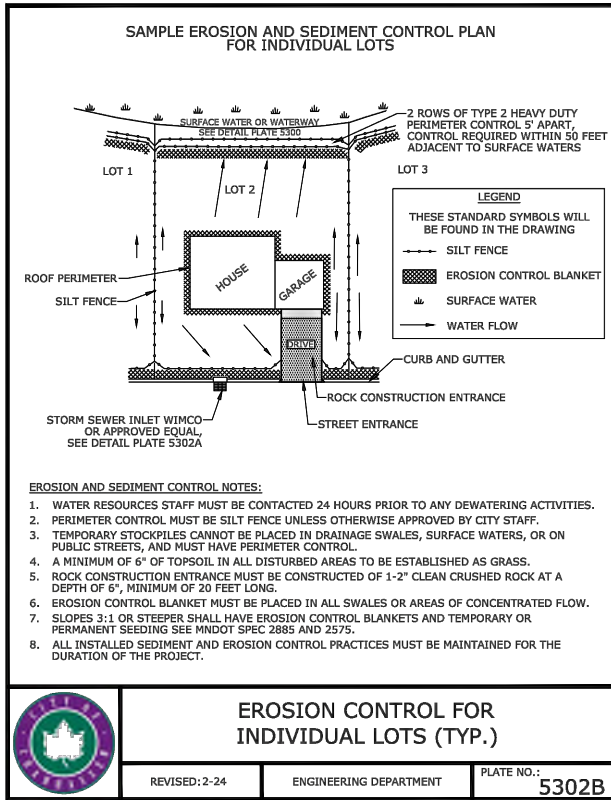 SAMPLE EROSION AND SEDIMENT CONTROL PLAN
FOR INDIVIDUAL LOTS
SURFACE WATER OR WATERWAY
SEE DETAIL PLATE 5300
2 ROWS OF TYPE 2 HEAVY DUTY
PERIMETER CONTROL 5' APART,
CONTROL REQUIRED WITHIN 50 FEET
ADJACENT TO SURFACE WATERS
LOT 1
LOT 2
LOT 3
LEGEND
THESE STANDARD SYMBOLS WILL
BE FOUND IN THE DRAWING
SILT FENCE
EROSION CONTROL BLANKET
SURFACE WATER
WATER FLOW
ROOF PERIMETER
SILT FENCE
HOUSE
GARAGE
DRIVE
CURB AND GUTTER
ROCK CONSTRUCTION ENTRANCE
STREET ENTRANCE
STORM SEWER INLET WIMCO
OR APPROVED EQUAL,
SEE DETAIL PLATE 5302A
EROSION AND SEDIMENT CONTROL NOTES:
1. WATER RESOURCES STAFF MUST BE CONTACTED 24 HOURS PRIOR TO ANY DEWATERING ACTIVITIES.
2. PERIMETER CONTROL MUST BE SILT FENCE UNLESS OTHERWISE APPROVED BY CITY STAFF.
3. TEMPORARY STOCKPILES CANNOT BE PLACED IN DRAINAGE SWALES, SURFACE WATERS, OR ON
PUBLIC STREETS, AND MUST HAVE PERIMETER CONTROL.
4. A MINIMUM OF 6" OF TOPSOIL IN ALL DISTURBED AREAS TO BE ESTABLISHED AS GRASS.
5. ROCK CONSTRUCTION ENTRANCE MUST BE CONSTRUCTED OF 1-2" CLEAN CRUSHED ROCK AT A
DEPTH OF 6", MINIMUM OF 20 FEET LONG.
6. EROSION CONTROL BLANKET MUST BE PLACED IN ALL SWALES OR AREAS OF CONCENTRATED FLOW.
7. SLOPES 3:1 OR STEEPER SHALL HAVE EROSION CONTROL BLANKETS AND TEMPORARY OR
PERMANENT SEEDING SEE MNDOT SPEC 2885 AND 2575.
8. ALL INSTALLED SEDIMENT AND EROSION CONTROL PRACTICES MUST BE MAINTAINED FOR THE
DURATION OF THE PROJECT.
CITY OF
EROSION CONTROL FOR
INDIVIDUAL LOTS (TYP.)
REVISED: 2-24
ENGINEERING DEPARTMENT
PLATE NO.:
5302B